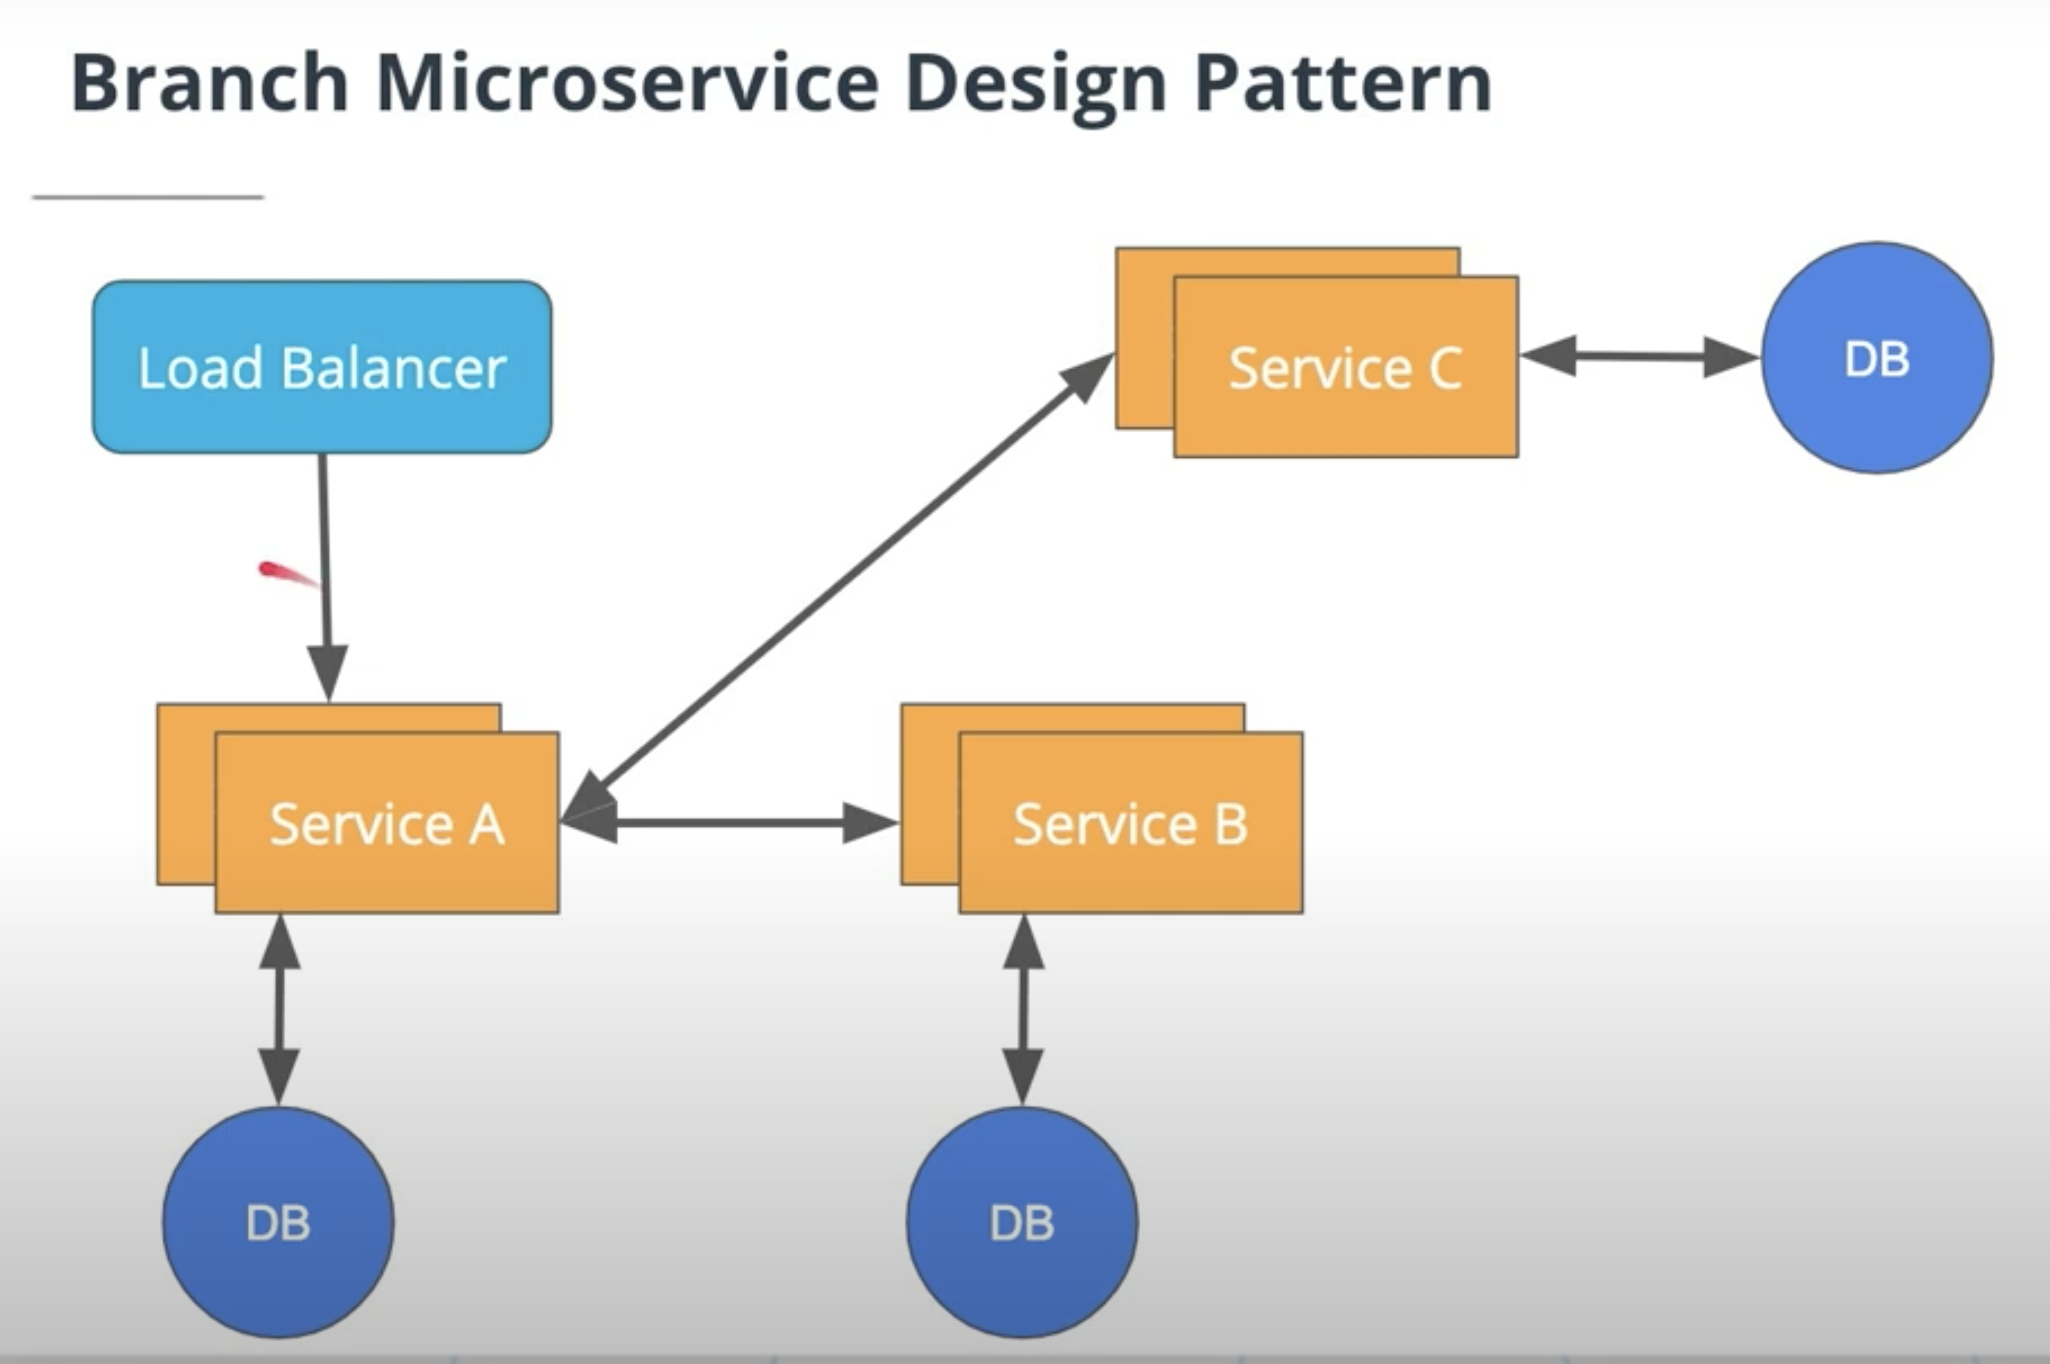 Branch Microservice Design Pattern
Load Balancer
Service C
DB
Service A
Service B
DB
DB